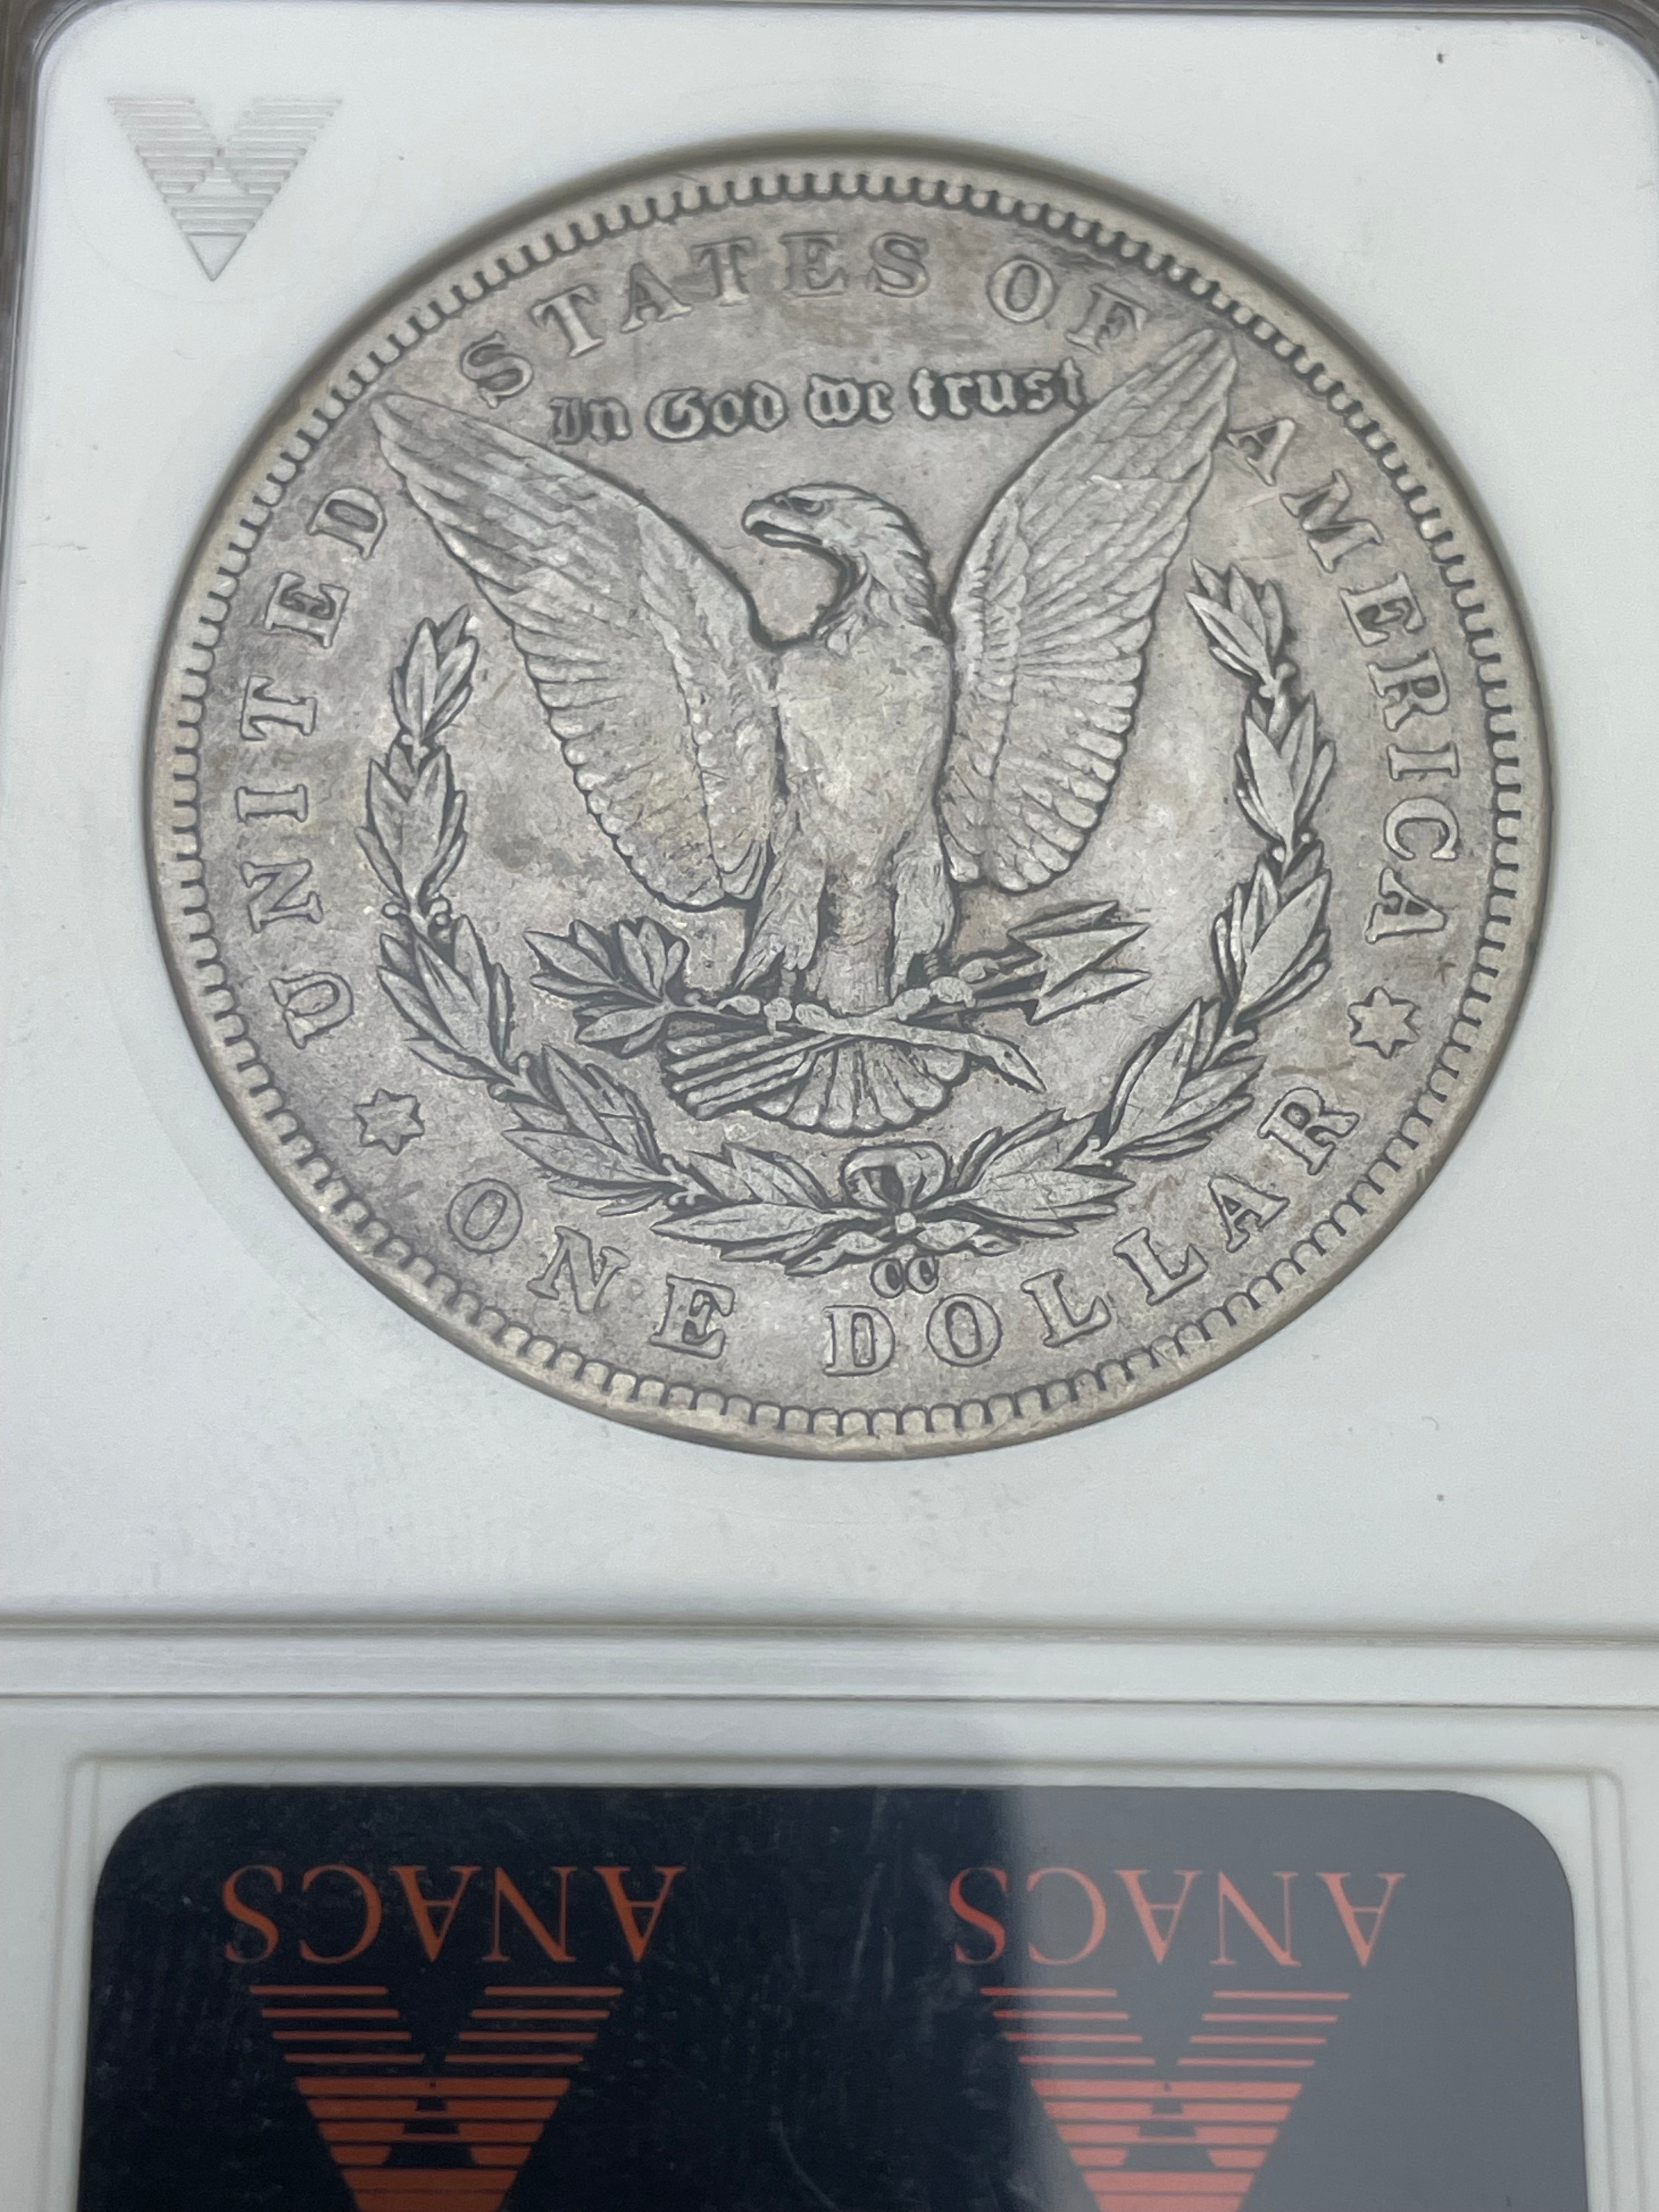 UNITED STATES OF AMERICA
In God we trust
CC
ONE DOLLAR
ANACS ANACS